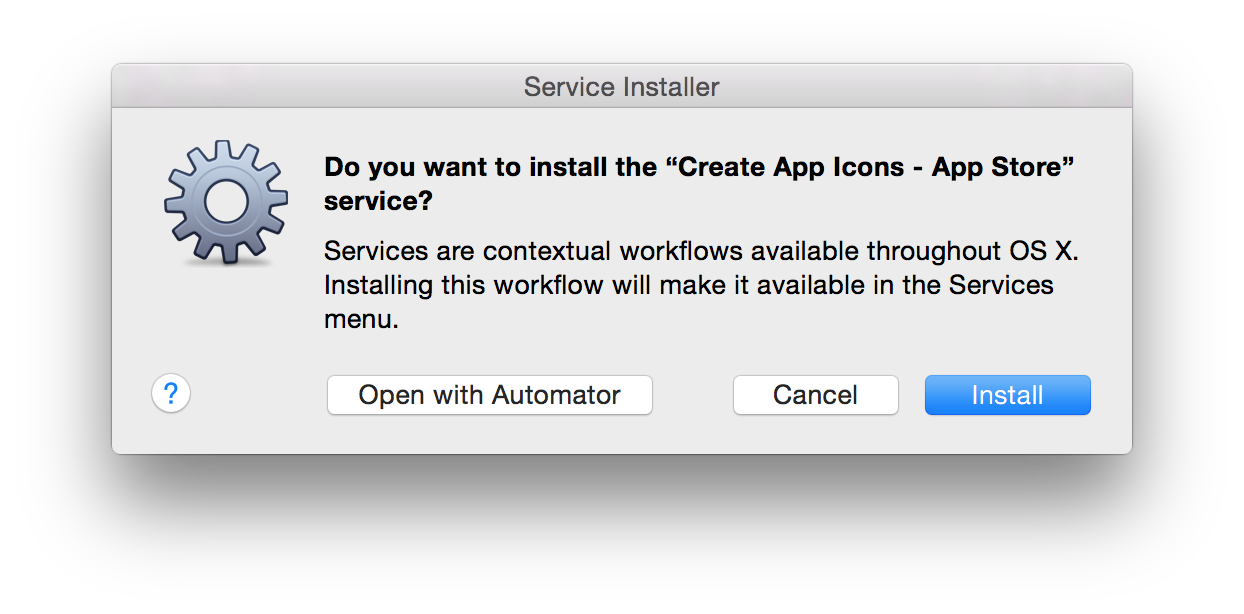 Service Installer
Do you want to install the “Create App Icons - App Store”
service?
Services are contextual workflows available throughout OS X.
Installing this workflow will make it available in the Services
menu.
?
Open with Automator
Cancel
Install